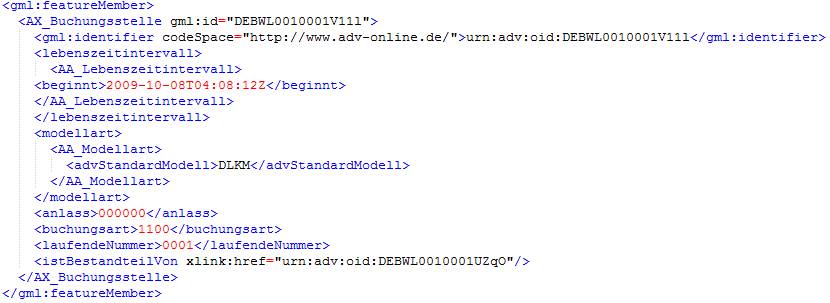 <gml:featureMember>
<AX_Buchungsstelle gml:id="DEBWL0010001V11l">
<gml:identifier codeSpace="http://www.adv-online.de/">urn:adv:oid:DEBWL0010001V11l</gml:identifier>
<lebenszeitintervall>
<AA_Lebenszeitintervall>
<beginnt>2009-10-08T04:08:12Z</beginnt>
</AA_Lebenszeitintervall>
</lebenszeitintervall>
<modellart>
<AA_Modellart>
<advStandardModell>DLKM</advStandardModell>
</AA_Modellart>
</modellart>
<anlass>000000</anlass>
<buchungsart>1100</buchungsart>
<laufendeNummer>0001</laufendeNummer>
<istBestandteilVon xlink:href="urn:adv:oid:DEBWL0010001UZqO"/>
</AX_Buchungsstelle>
</gml:featureMember>